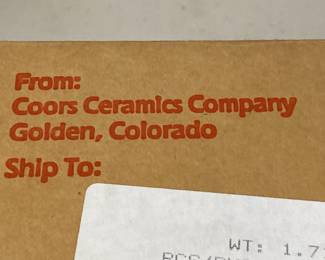 From:
Coors Ceramics Company
Golden, Colorado
Ship To:
WT: 1.7